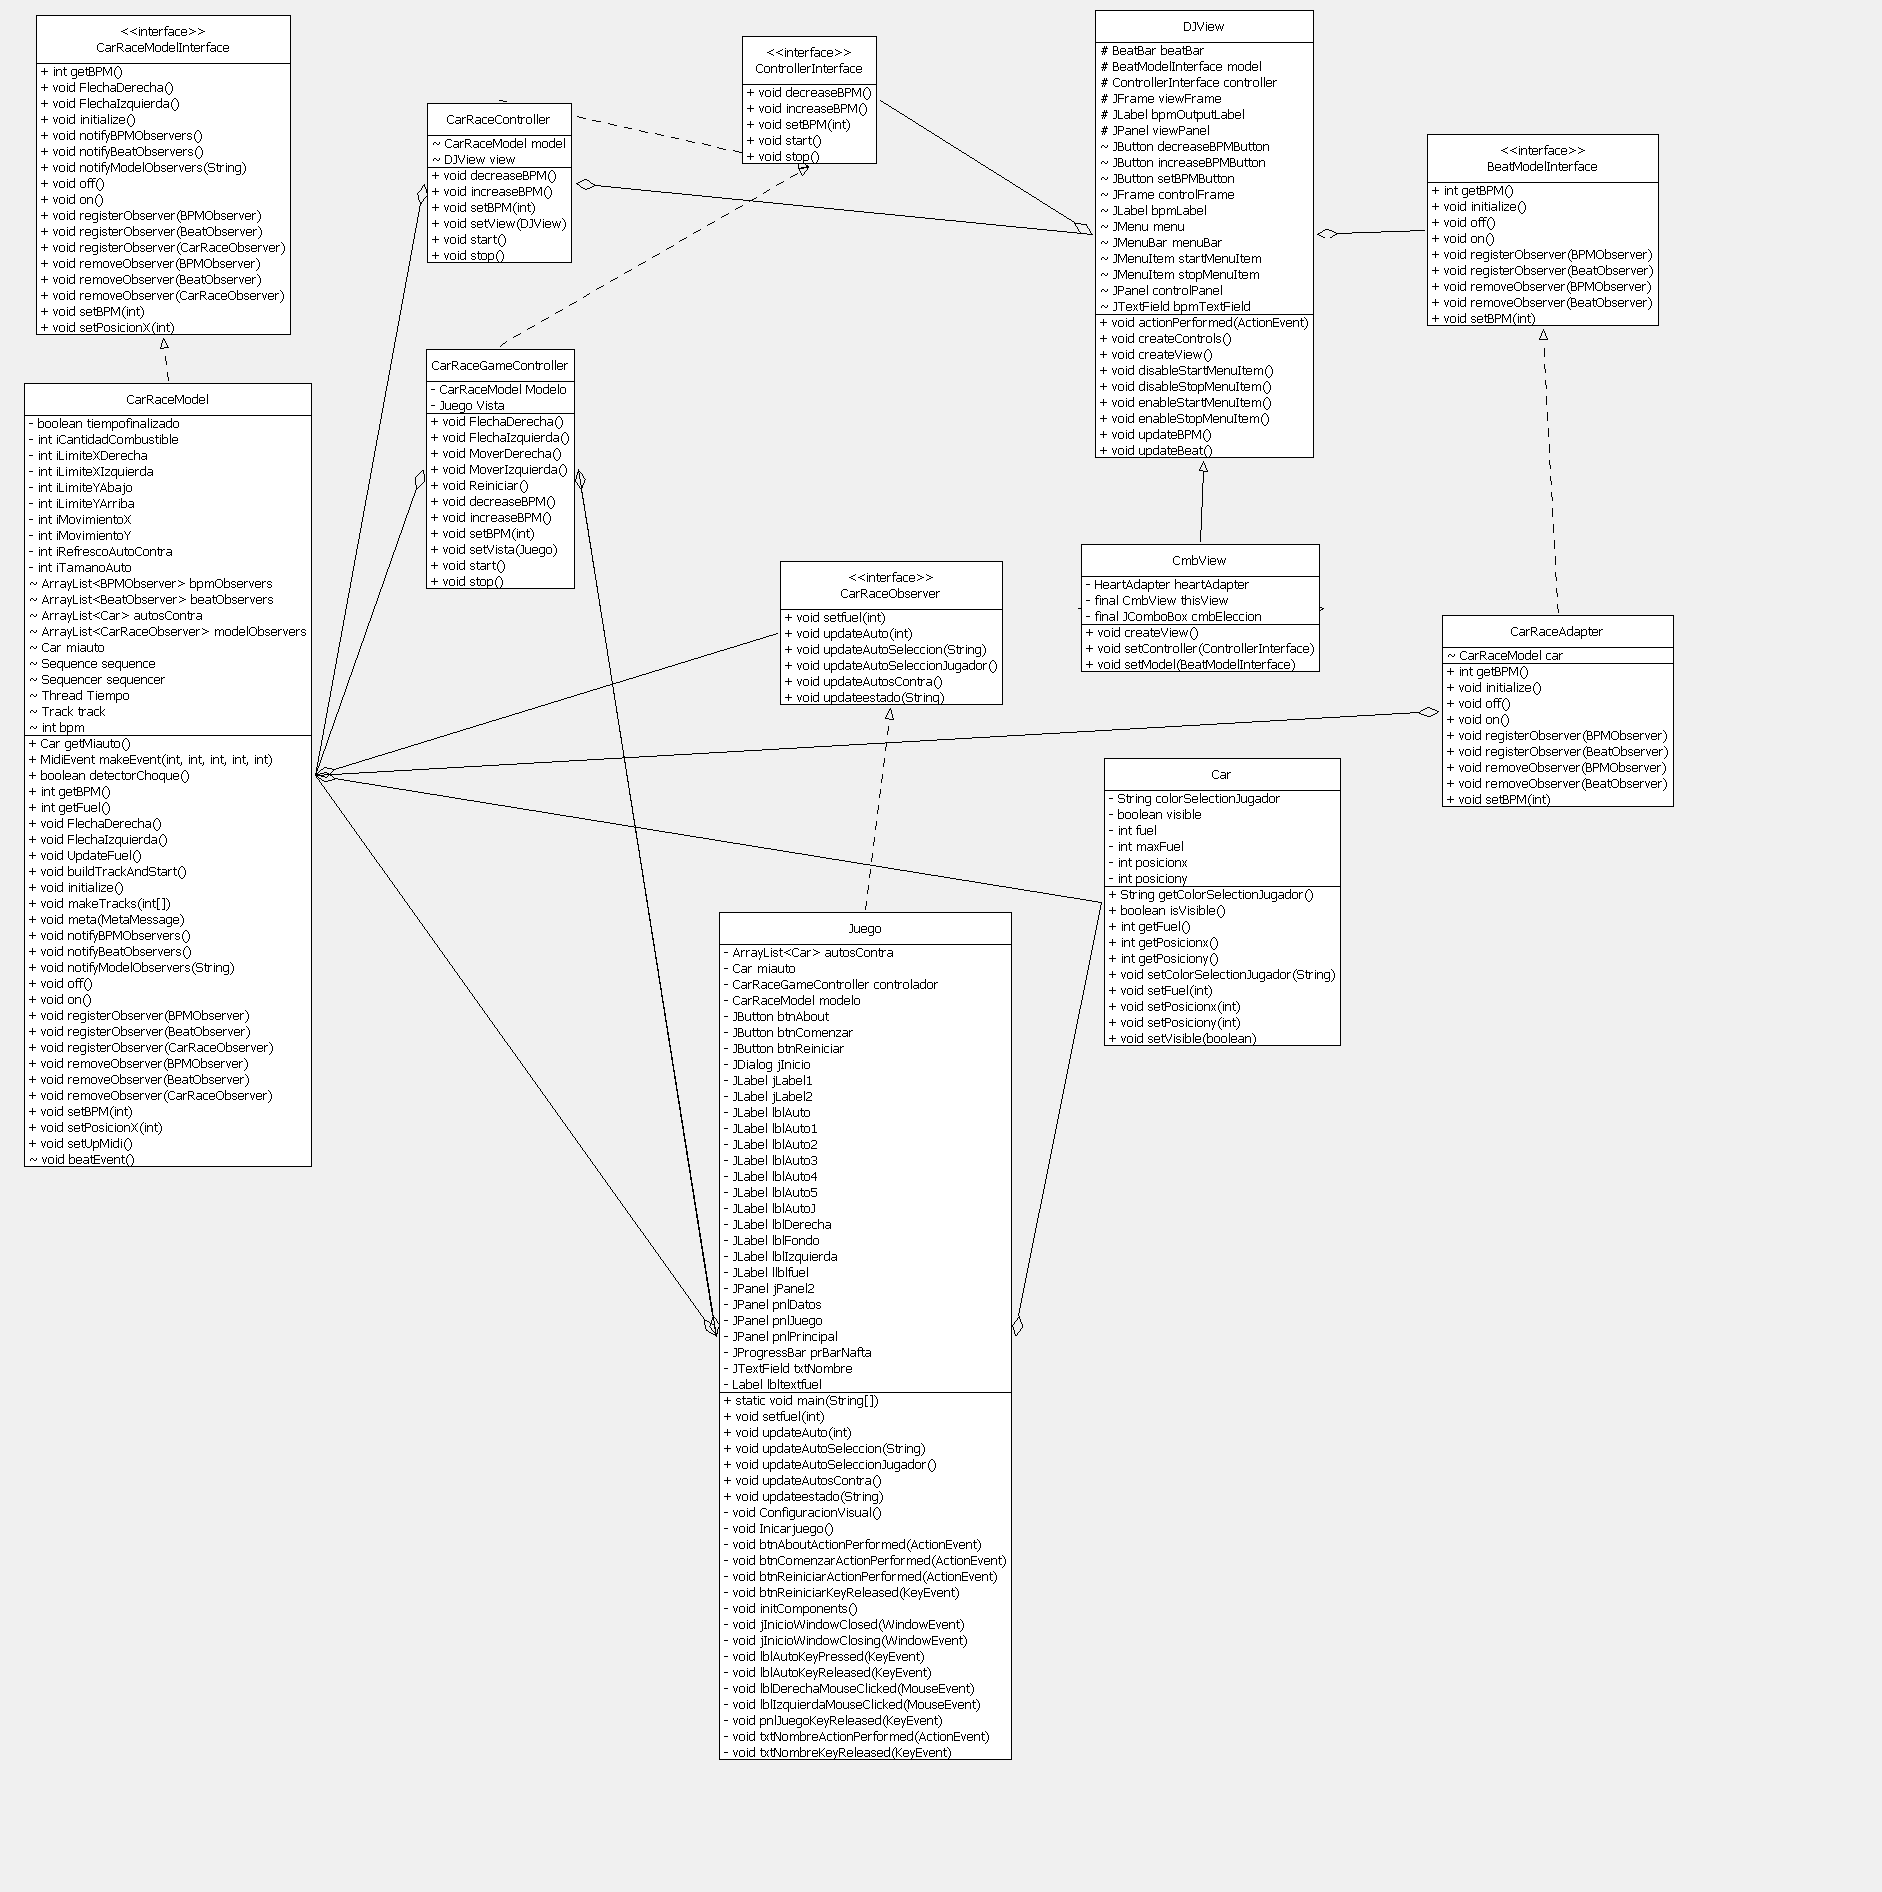 <<interface>>
CarRaceModelInterface
+ int getBPM()
+ void FlechaDerecha()
+ void FlechaIzquierda()
+ void initialize()
+ void notifyBPMObservers()
+ void notifyBeatObservers()
+ void notifyModelObservers(String)
+ void off()
+ void on()
+ void registerObserver(BPMObserver)
+ void registerObserver(BeatObserver)
+ void registerObserver(CarRaceObserver)
+ void removeObserver(BPMObserver)
+ void removeObserver(BeatObserver)
+ void removeObserver(CarRaceObserver)
+ void setBPM(int)
+ void setPosicionX(int)
CarRaceController
~ CarRaceModel model
~ DJView view
+ void decreaseBPM()
+ void increaseBPM()
+ void setBPM(int)
+ void setView(DJView)
+ void start()
+ void stop()
<<interface>>
ControllerInterface
+ void decreaseBPM()
+ void increaseBPM()
+ void setBPM(int)
+ void start()
+ void stop()
DJView
# BeatBar beatBar
# BeatModelInterface model
# ControllerInterface controller
# JFrame viewFrame
# JLabel bpmOutputLabel
# JPanel viewPanel
~ JButton decreaseBPMButton
~ JButton increaseBPMButton
~ JButton setBPMButton
~ JFrame controlFrame
~ JLabel bpmLabel
~ JMenu menu
~ JMenuBar menuBar
~ JMenuItem startMenuItem
~ JMenuItem stopMenuItem
~ JPanel controlPanel
~ JTextField bpmTextField
+ void actionPerformed(ActionEvent)
+ void createControls()
+ void createView()
+ void disableStartMenuItem()
+ void disableStopMenuItem()
+ void enableStartMenuItem()
+ void enableStopMenuItem()
+ void updateBPM()
+ void updateBeat()
<<interface>>
BeatModelInterface
+ int getBPM()
+ void initialize()
+ void off()
+ void on()
+ void registerObserver(BPMObserver)
+ void registerObserver(BeatObserver)
+ void removeObserver(BPMObserver)
+ void removeObserver(BeatObserver)
+ void setBPM(int)
CarRaceModel
- boolean tiempofinalizado
- int iCantidadCombustible
- int iLimiteXDerecha
- int iLimiteXIzquierda
- int iLimiteYAbajo
- int iLimiteYArriba
- int iMovimientoX
- int iMovimientoY
- int iRefrescoAutoContra
- int iTamanoAuto
~ ArrayList<BPMObserver> bpmObservers
~ ArrayList<BeatObserver> beatObservers
~ ArrayList<Car> autosContra
~ ArrayList<CarRaceObserver> modelObservers
~ Car miauto
~ Sequence sequence
~ Sequencer sequencer
~ Thread Tiempo
~ Track track
~ int bpm
+ Car getMiauto()
+ MidiEvent makeEvent(int, int, int, int, int)
+ boolean detectorChoque()
+ int getBPM()
+ int getFuel()
+ void FlechaDerecha()
+ void FlechaIzquierda()
+ void UpdateFuel()
+ void buildTrackAndStart()
+ void initialize()
+ void makeTracks(int[])
+ void meta(MetaMessage)
+ void notifyBPMObservers()
+ void notifyBeatObservers()
+ void notifyModelObservers(String)
+ void off()
+ void on()
+ void registerObserver(BPMObserver)
+ void registerObserver(BeatObserver)
+ void registerObserver(CarRaceObserver)
+ void removeObserver(BPMObserver)
+ void removeObserver(BeatObserver)
+ void removeObserver(CarRaceObserver)
+ void setBPM(int)
+ void setPosicionX(int)
+ void setUpMidi()
~ void beatEvent()
CarRaceGameController
- CarRaceModel Modelo
- Juego Vista
+ void FlechaDerecha()
+ void FlechaIzquierda()
+ void MoverDerecha()
+ void MoverIzquierda()
+ void Reiniciar()
+ void decreaseBPM()
+ void increaseBPM()
+ void setBPM(int)
+ void setVista(Juego)
+ void start()
+ void stop()
<<interface>>
CarRaceObserver
+ void setfuel(int)
+ void updateAuto(int)
+ void updateAutoSeleccion(String)
+ void updateAutoSeleccionJugador()
+ void updateAutosContra()
+ void updateestado(String)
CmbView
- HeartAdapter heartAdapter
- final CmbView thisView
- final JComboBox cmbEleccion
+ void createView()
+ void setController(ControllerInterface)
+ void setModel(BeatModelInterface)
CarRaceAdapter
~ CarRaceModel car
+ int getBPM()
+ void initialize()
+ void off()
+ void on()
+ void registerObserver(BPMObserver)
+ void registerObserver(BeatObserver)
+ void removeObserver(BPMObserver)
+ void removeObserver(BeatObserver)
+ void setBPM(int)
Car
- String colorSelectionJugador
- boolean visible
- int fuel
- int maxFuel
- int posicionx
- int posiciony
+ String getColorSelectionJugador()
+ boolean isVisible()
+ int getFuel()
+ int getPosicionx()
+ int getPosiciony()
+ void setColorSelectionJugador(String)
+ void setFuel(int)
+ void setPosicionx(int)
+ void setPosiciony(int)
+ void setVisible(boolean)
Juego
- ArrayList<Car> autosContra
- Car miauto
- CarRaceGameController controlador
- CarRaceModel modelo
- JButton btnAbout
- JButton btnComenzar
- JButton btnReiniciar
- JDialog jInicio
- JLabel jLabel1
- JLabel jLabel2
- JLabel lblAuto
- JLabel lblAuto1
- JLabel lblAuto2
- JLabel lblAuto3
- JLabel lblAuto4
- JLabel lblAuto5
- JLabel lblAutoJ
- JLabel lblDerecha
- JLabel lblFondo
- JLabel lblIzquierda
- JLabel llblfuel
- JPanel jPanel2
- JPanel pnlDatos
- JPanel pnlJuego
- JPanel pnlPrincipal
- JProgressBar prBarNafta
- JTextField txtNombre
- Label lbltextfuel
+ static void main(String[])
+ void setfuel(int)
+ void updateAuto(int)
+ void updateAutoSeleccion(String)
+ void updateAutoSeleccionJugador()
+ void updateAutosContra()
+ void updateestado(String)
- void ConfiguracionVisual()
- void Inicarjuego()
- void btnAboutActionPerformed(ActionEvent)
- void btnComenzarActionPerformed(ActionEvent)
- void btnReiniciarActionPerformed(ActionEvent)
- void btnReiniciarKeyReleased(KeyEvent)
- void initComponents()
- void jInicioWindowClosed(WindowEvent)
- void jInicioWindowClosing(WindowEvent)
- void lblAutoKeyPressed(KeyEvent)
- void lblAutoKeyReleased(KeyEvent)
- void lblDerechaMouseClicked(MouseEvent)
- void lblIzquierdaMouseClicked(MouseEvent)
- void pnlJuegoKeyReleased(KeyEvent)
- void txtNombreActionPerformed(ActionEvent)
- void txtNombreKeyReleased(KeyEvent)